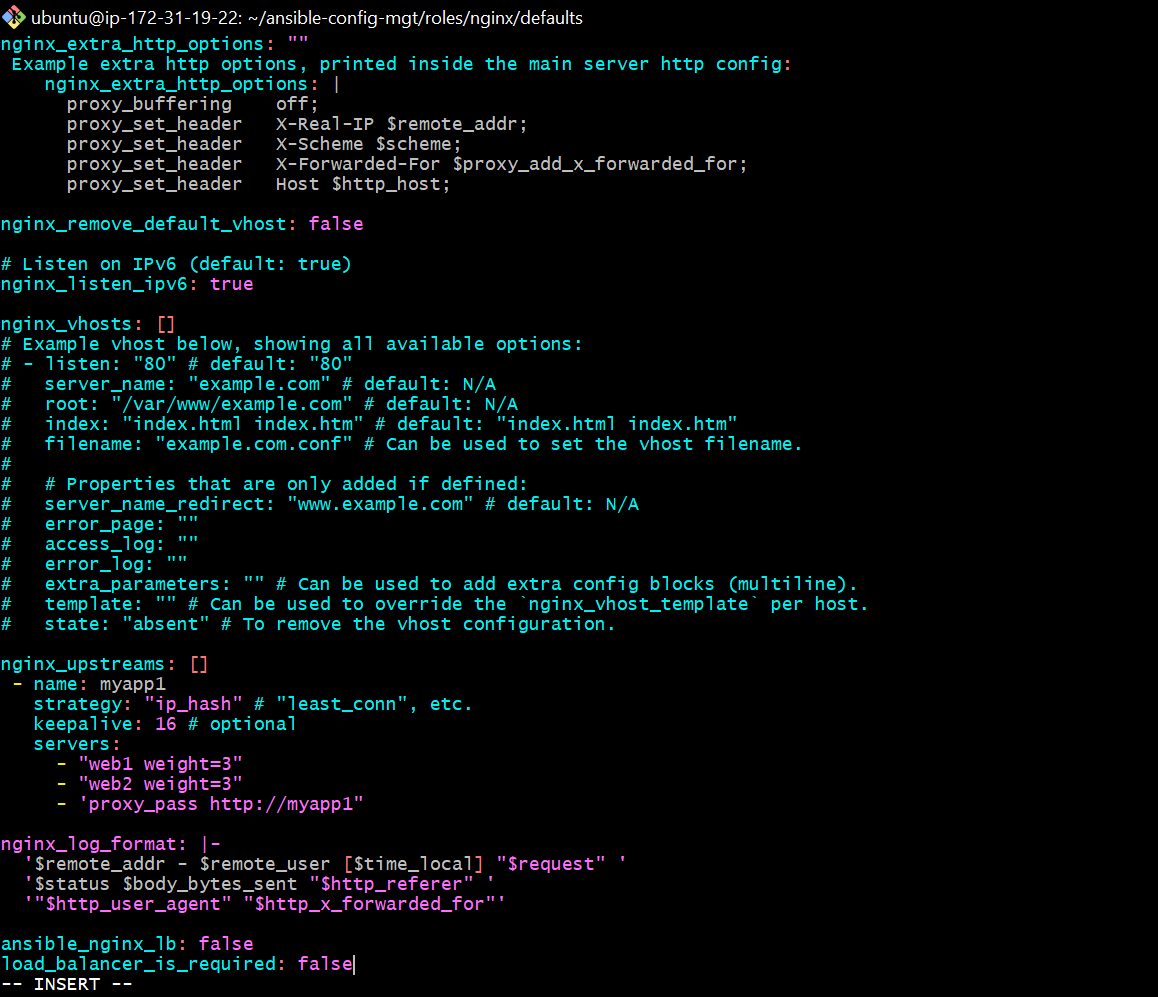 ubuntu@ip-172-31-19-22: ~/ansible-config-mgt/roles/nginx/defaults
nginx_extra_http_options: ""
 Example extra http options, printed inside the main server http config:
    nginx_extra_http_options: |
      proxy_buffering    off;
      proxy_set_header   X-Real-IP $remote_addr;
      proxy_set_header   X-Scheme $scheme;
      proxy_set_header   X-Forwarded-For $proxy_add_x_forwarded_for;
      proxy_set_header   Host $http_host;

nginx_remove_default_vhost: false

# Listen on IPv6 (default: true)
nginx_listen_ipv6: true

nginx_vhosts: []
# Example vhost below, showing all available options:
# - listen: "80" # default: "80"
#   server_name: "example.com" # default: N/A
#   root: "/var/www/example.com" # default: N/A
#   index: "index.html index.htm" # default: "index.html index.htm"
#   filename: "example.com.conf" # Can be used to set the vhost filename.
#
#   # Properties that are only added if defined:
#   server_name_redirect: "www.example.com" # default: N/A
#   error_page: ""
#   access_log: ""
#   error_log: ""
#   extra_parameters: "" # Can be used to add extra config blocks (multiline).
#   template: "" # Can be used to override the `nginx_vhost_template` per host.
#   state: "absent" # To remove the vhost configuration.

nginx_upstreams: []
 - name: myapp1
   strategy: "ip_hash" # "least_conn", etc.
   keepalive: 16 # optional
   servers:
     - "web1 weight=3"
     - "web2 weight=3"
     - 'proxy_pass http://myapp1"

nginx_log_format: |-
  '$remote_addr - $remote_user [$time_local] "$request" '
  '$status $body_bytes_sent "$http_referer" '
  '"$http_user_agent" "$http_x_forwarded_for"'

ansible_nginx_lb: false
load_balancer_is_required: false
-- INSERT --